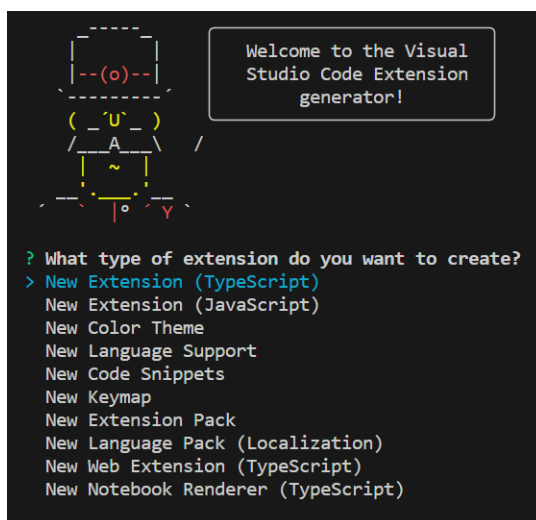 Welcome to the Visual
Studio Code Extension
generator!
? What type of extension do you want to create?
> New Extension (TypeScript)
New Extension (JavaScript)
New Color Theme
New Language Support
New Code Snippets
New Keymap
New Extension Pack
New Language Pack (Localization)
New Web Extension (TypeScript)
New Notebook Renderer (TypeScript)